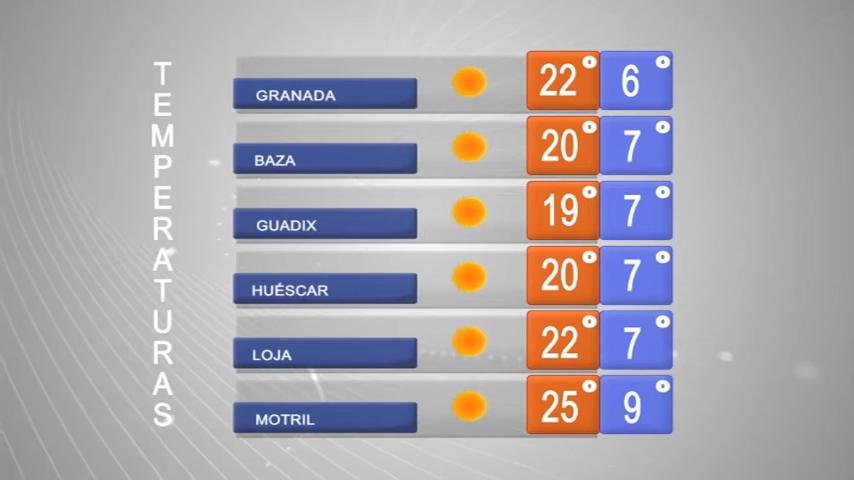 TEMPERATURAS
GRANADA 22° 6°
BAZA 20° 7°
GUADIX 19° 7°
HUÉSCAR 20° 7°
LOJA 22° 7°
MOTRIL 25° 9°